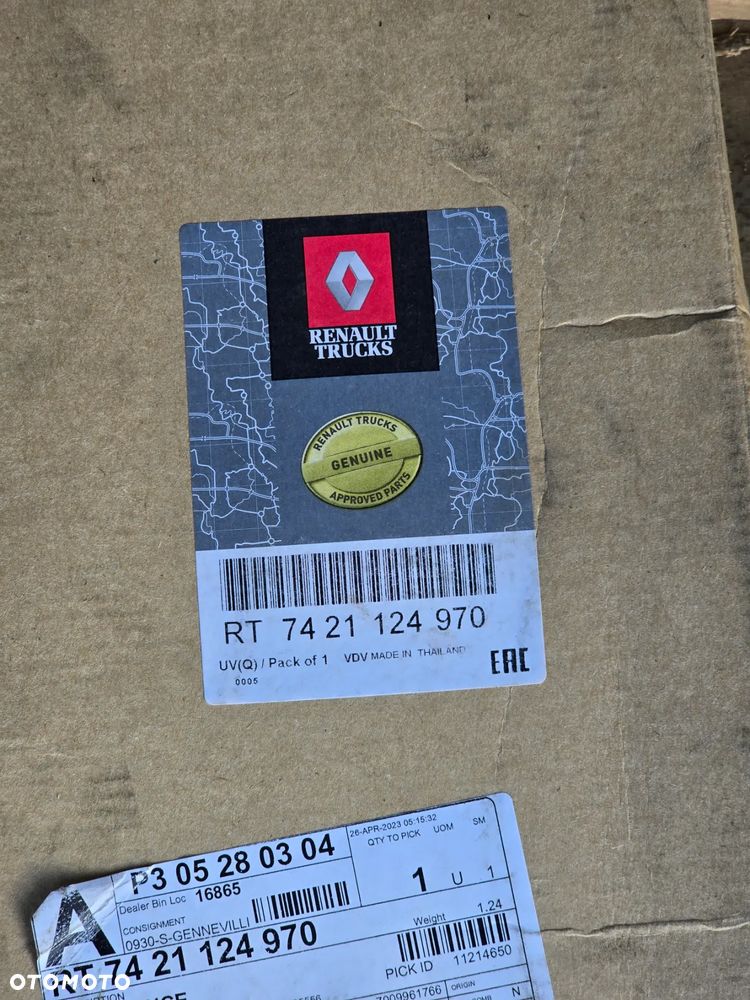 RENAULT
TRUCKS
RENAULT TRUCKS
GENUINE
APPROVED PARTS
RT 74 21 124 970
UV(Q) / Pack of 1 VDV MADE IN THAILAND
0005
EAC
26-APR-2023 05:15:32
P3 05 28 03 04
QTY TO PICK UOM SM
Dealer Bin Loc 16865
1 U 1
A
CONSIGNMENT
0930-S-GENNEVILLI
Weight 1.24
RT 74 21 124 970
PICK ID 11214650
7009961766
ORIGIN
N
OTOMOTO